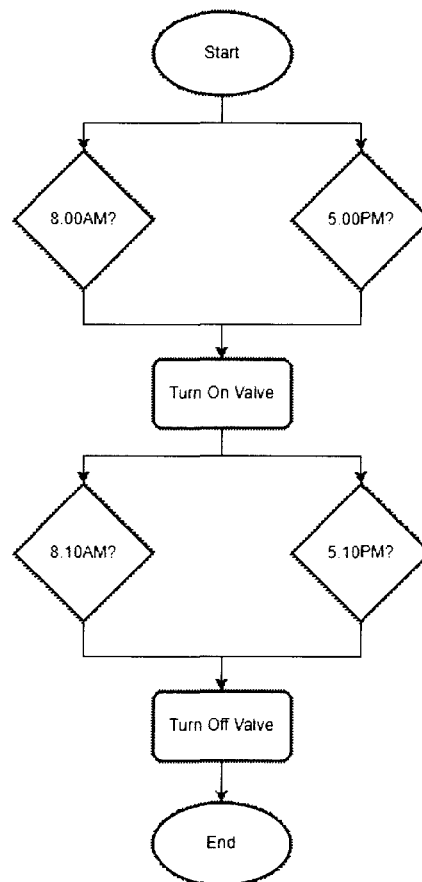 Start
8.00AM?
5.00PM?
Turn On Valve
8.10AM?
5.10PM?
Turn Off Valve
End